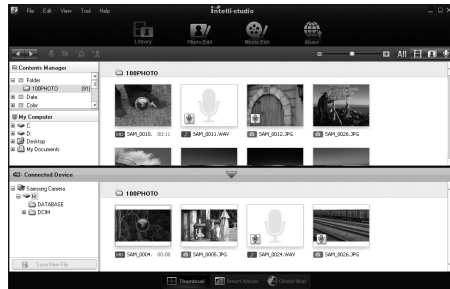 File Edit View Tool Help
Intelli-studio
Library Photo Edit Movie Edit Share
All
Contents Manager
Folder
100PHOTO (91)
Date
Color
My Computer
C:
D:
Desktop
My Documents
100PHOTO
HD SAM_0010. 00:11 SAM_0011.WAV SAM_0012.JPG SAM_0026.JPG
Connected Device
Samsung Camera
H:
DATABASE
DCIM
Save New File
100PHOTO
HD SAM_0004. 00:08 SAM_0005.JPG SAM_0024.WAV SAM_0026.JPG
Thumbnail Smart Album Global Map